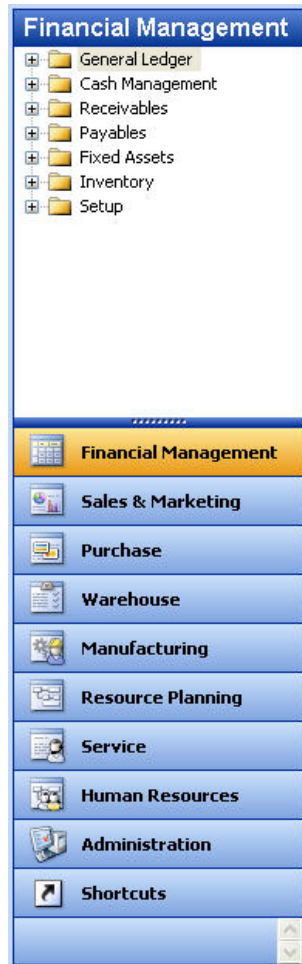 Financial Management
General Ledger
Cash Management
Receivables
Payables
Fixed Assets
Inventory
Setup
Financial Management
Sales & Marketing
Purchase
Warehouse
Manufacturing
Resource Planning
Service
Human Resources
Administration
Shortcuts